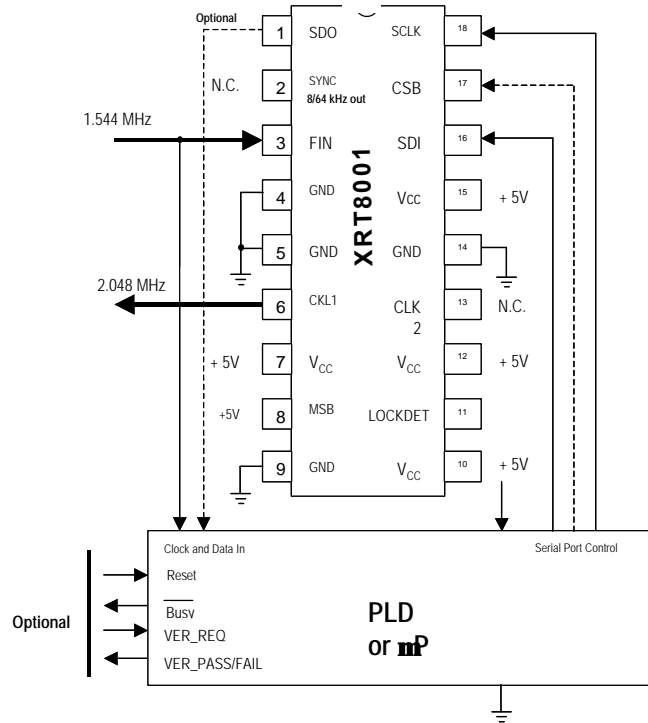 Optional
1 SDO SCLK 18
N.C. 2 SYNC 8/64 kHz out CSB 17
1.544 MHz
3 FIN SDI 16
4 GND Vcc 15 + 5V
5 GND GND 14
XRT8001
2.048 MHz
6 CKL1 CLK 2 13 N.C.
+ 5V 7 VCC VCC 12 + 5V
+5V 8 MSB LOCKDET 11
9 GND VCC 10 + 5V
Clock and Data In Serial Port Control
Reset
Busy
Optional
VER_REQ
VER_PASS/FAIL
PLD
or mP